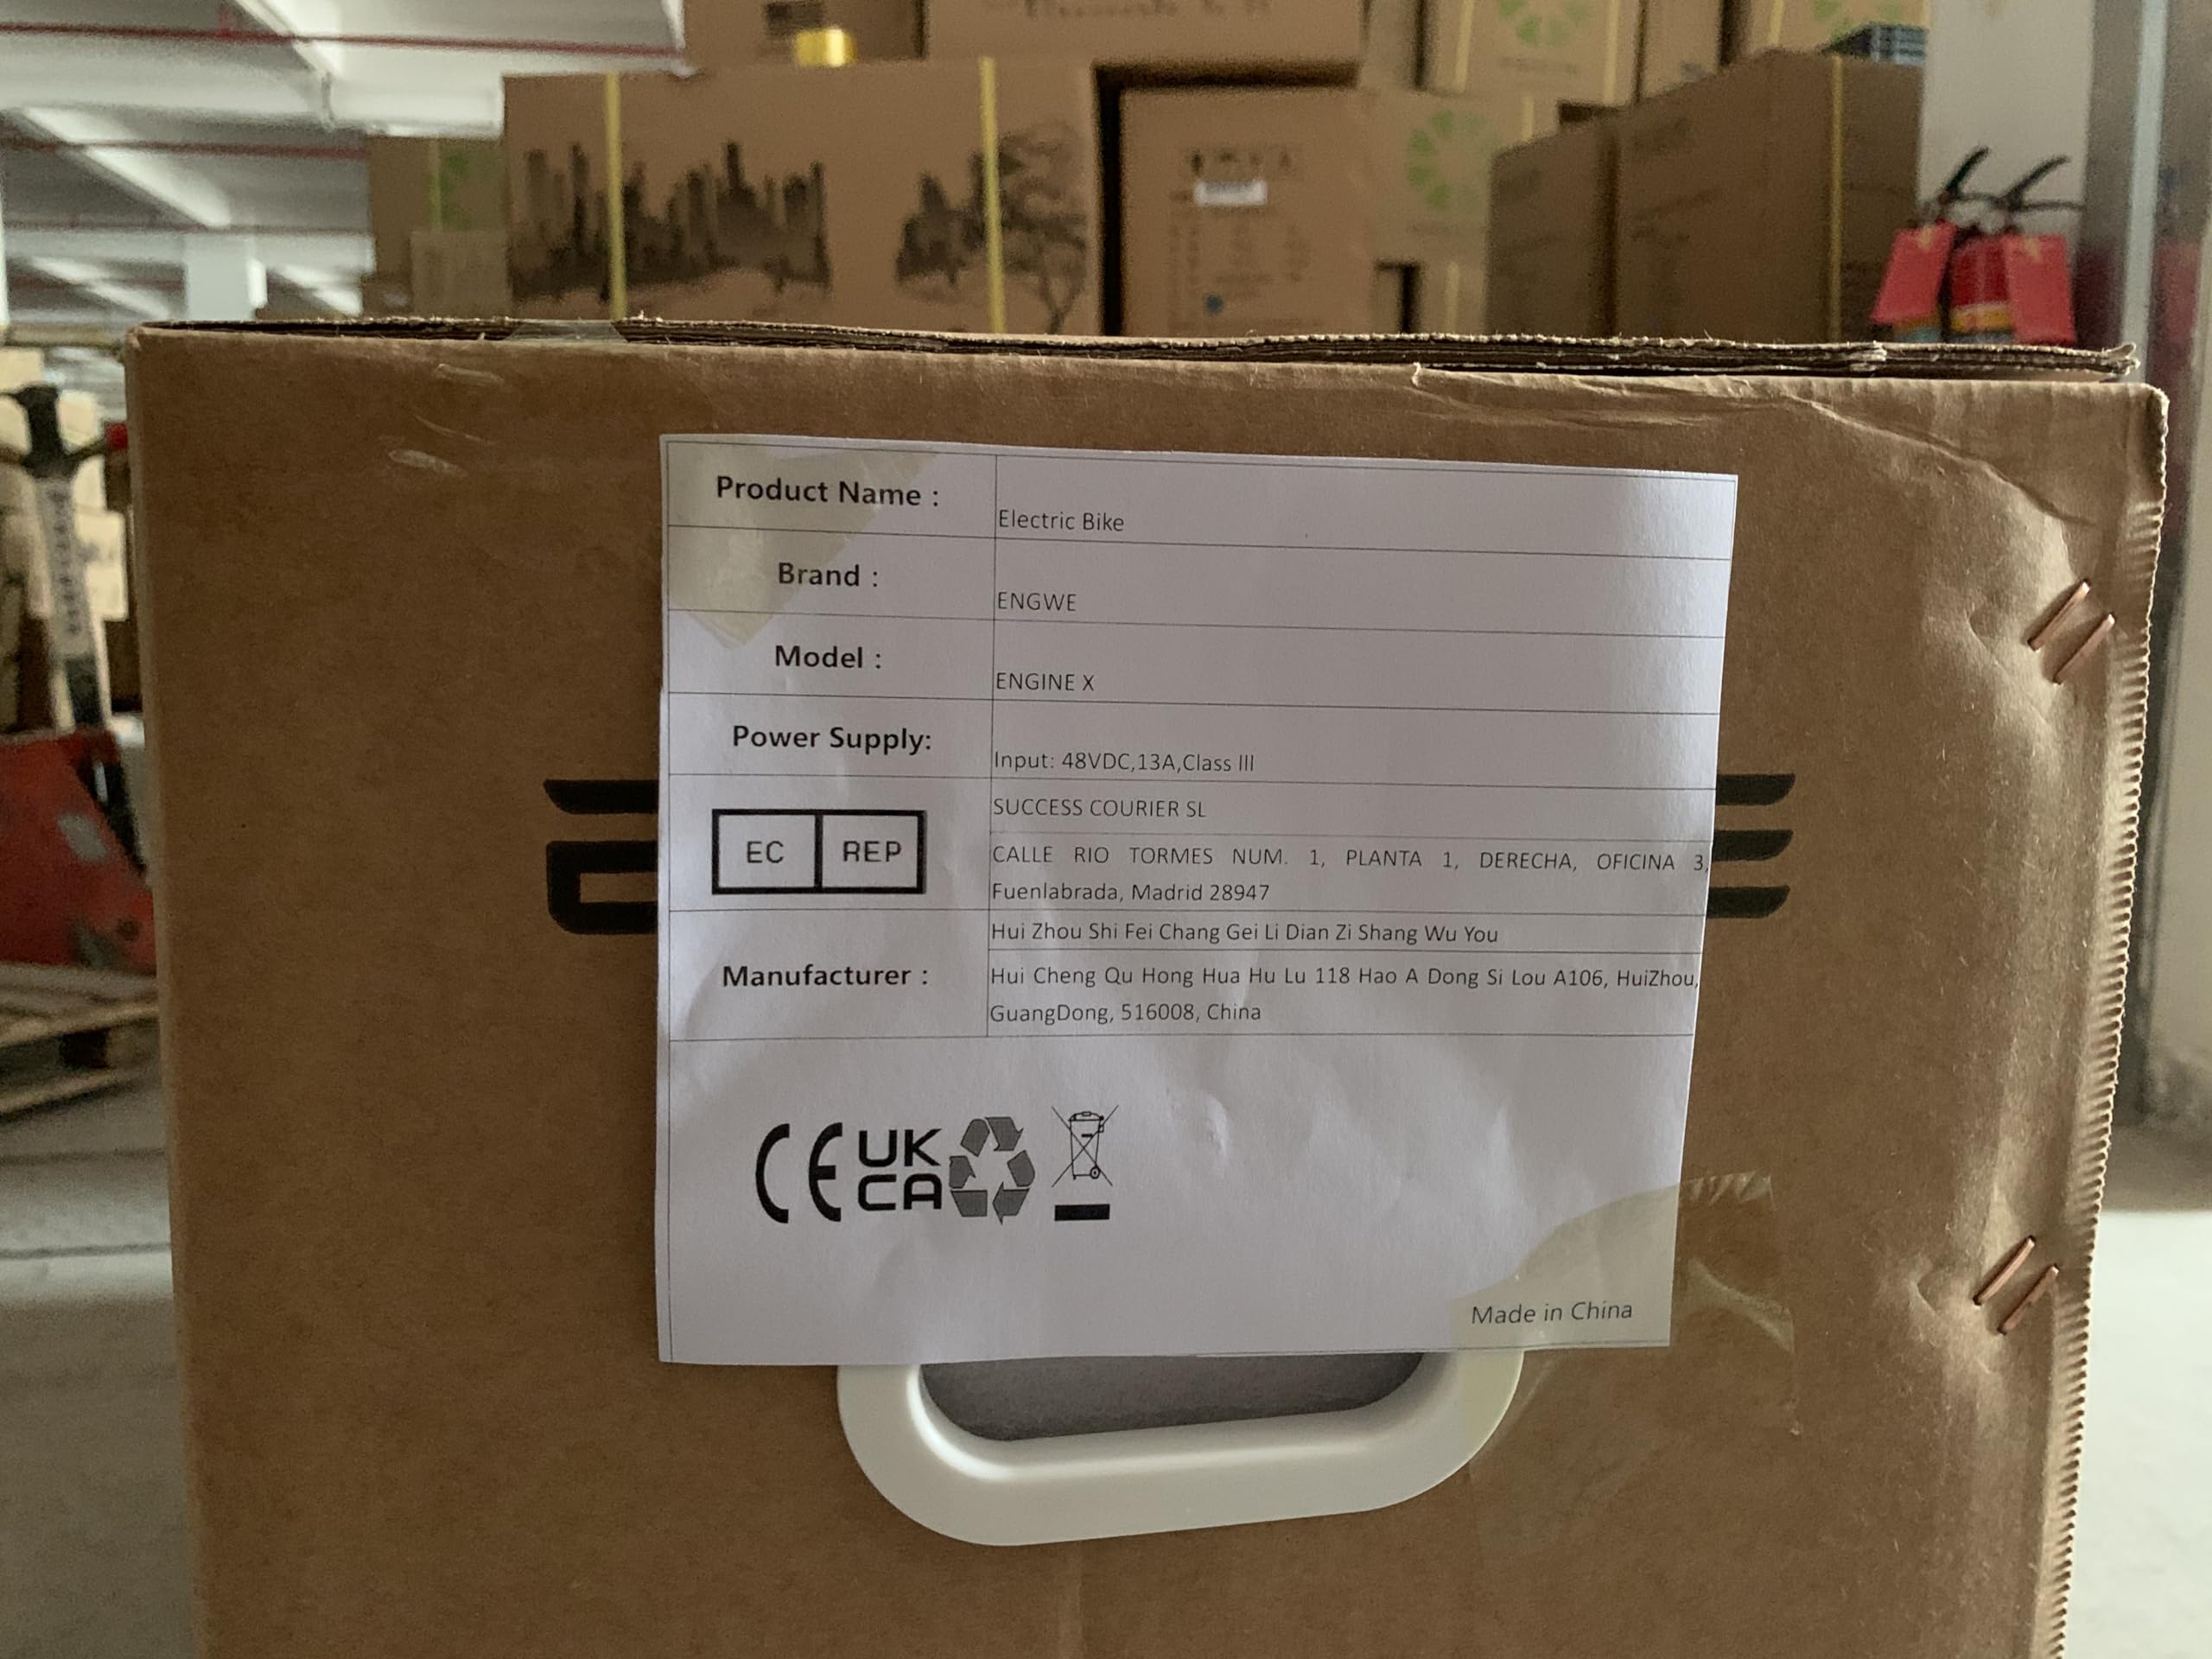 Product Name :
Electric Bike
Brand :
ENGWE
Model :
ENGINE X
Power Supply:
Input: 48VDC,13A,Class III
EC REP
SUCCESS COURIER SL
CALLE RIO TORMES NUM. 1, PLANTA 1, DERECHA, OFICINA 3,
Fuenlabrada, Madrid 28947
Manufacturer :
Hui Zhou Shi Fei Chang Gei Li Dian Zi Shang Wu You
Hui Cheng Qu Hong Hua Hu Lu 118 Hao A Dong Si Lou A106, HuiZhou,
GuangDong, 516008, China
CE UK
CA
Made in China